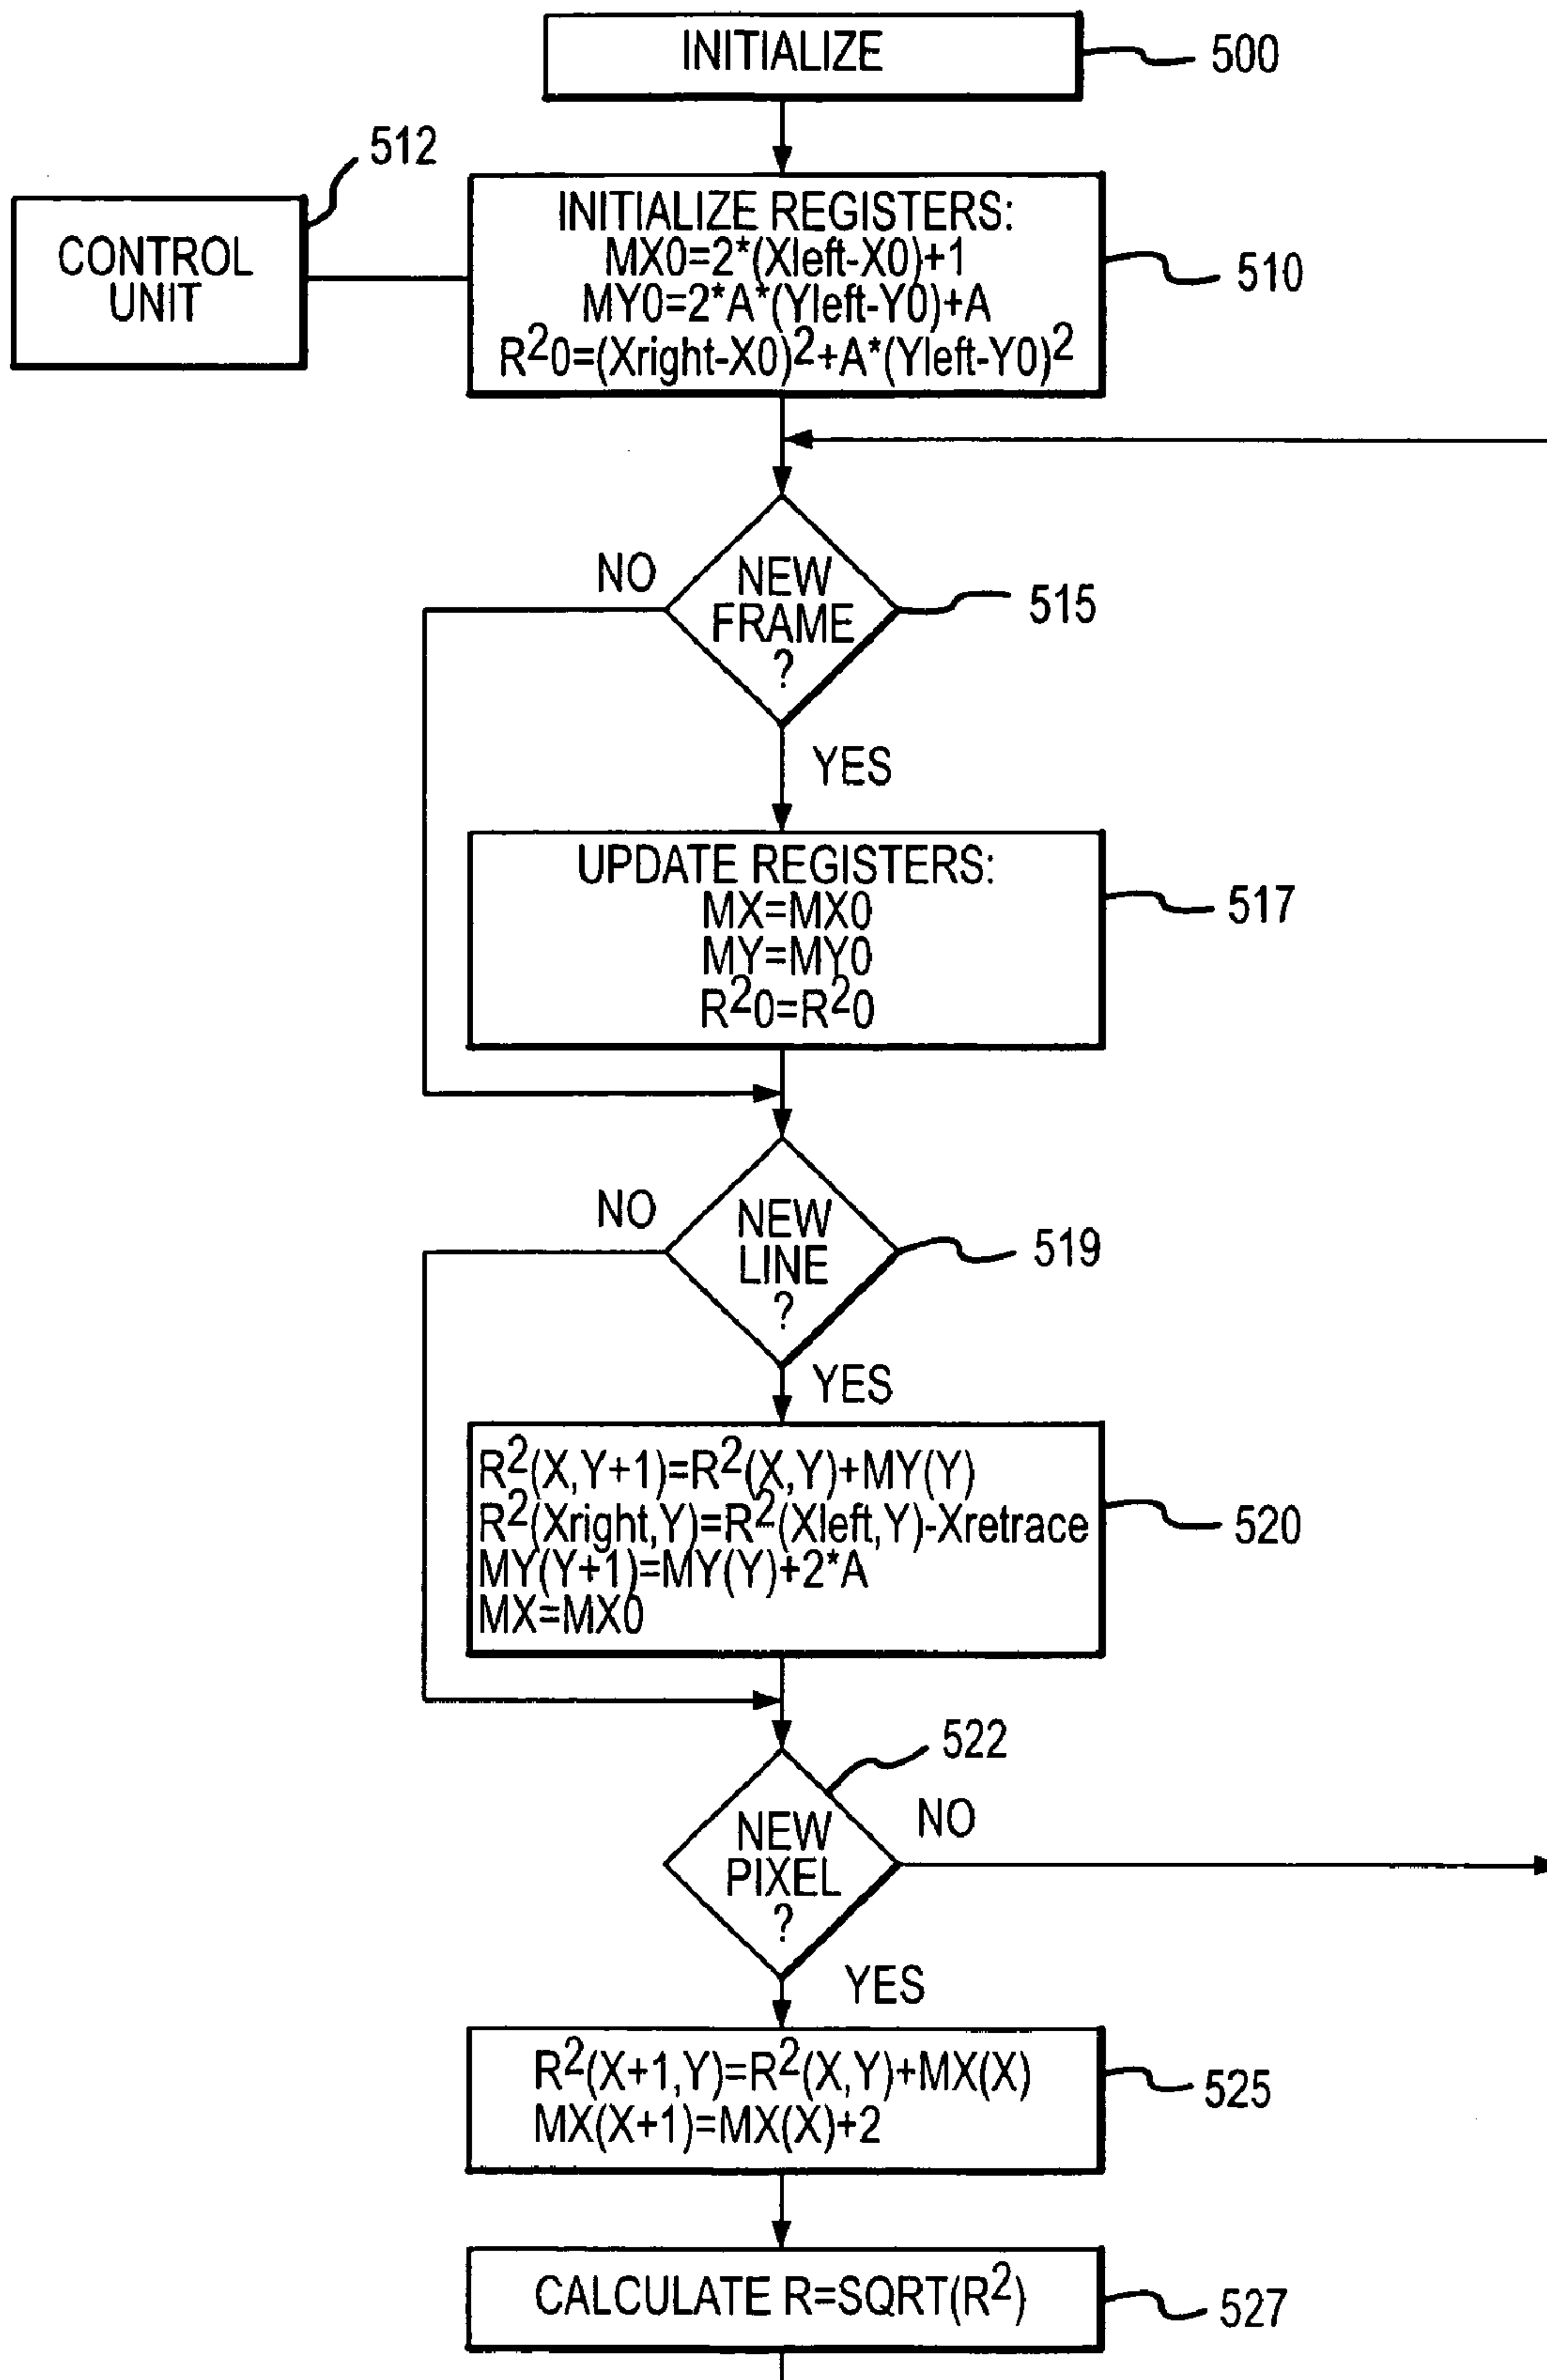 INITIALIZE
500
512
CONTROL
UNIT
INITIALIZE REGISTERS:
MX0=2*(Xleft-X0)+1
MY0=2*A*(Yleft-Y0)+A
R²0=(Xright-X0)²+A*(Yleft-Y0)²
510
NO
NEW
FRAME
?
515
YES
UPDATE REGISTERS:
MX=MX0
MY=MY0
R²0=R²0
517
NO
NEW
LINE
?
519
YES
R²(X,Y+1)=R²(X,Y)+MY(Y)
R²(Xright,Y)=R²(Xleft,Y)-Xretrace
MY(Y+1)=MY(Y)+2*A
MX=MX0
520
522
NEW
PIXEL
?
NO
YES
R²(X+1,Y)=R²(X,Y)+MX(X)
MX(X+1)=MX(X)+2
525
CALCULATE R=SQRT(R²)
527